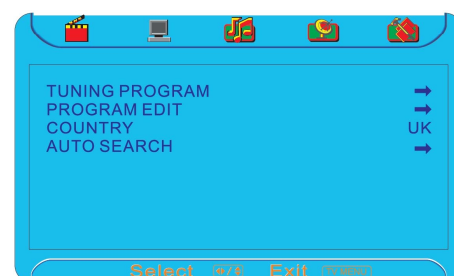 TUNING PROGRAM
PROGRAM EDIT
COUNTRY UK
AUTO SEARCH
Select Exit